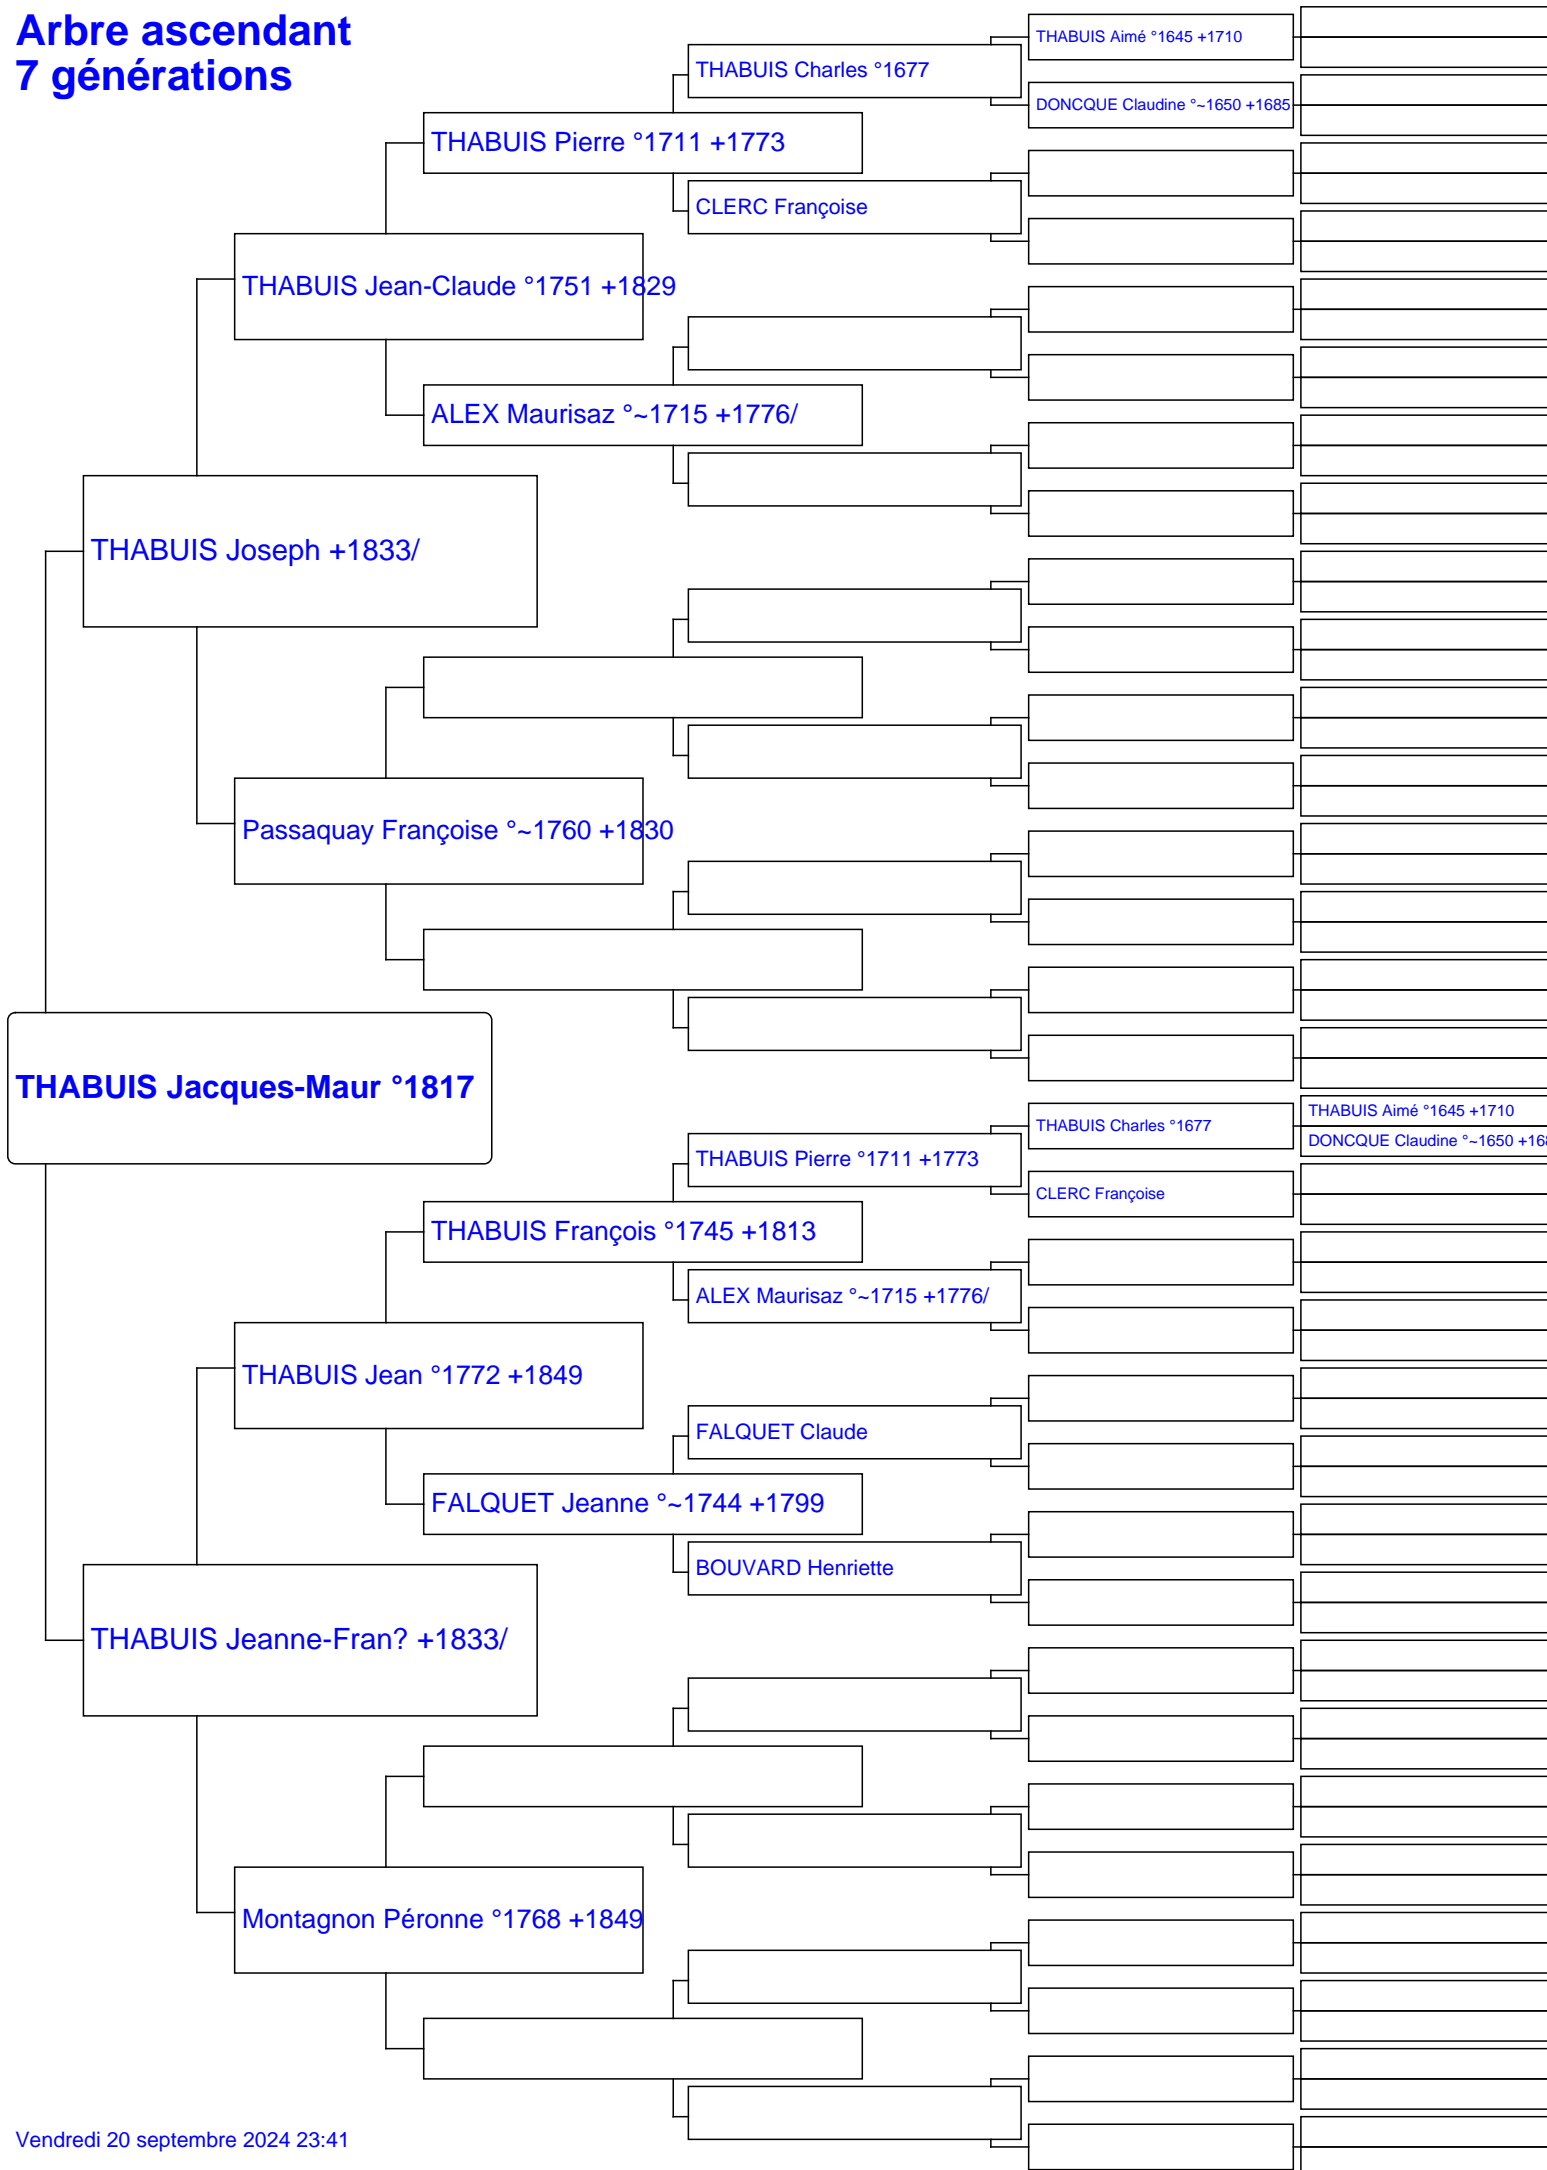 Arbre ascendant
7 générations
THABUIS Aimé °1645 +1710
THABUIS Charles °1677
DONCQUE Claudine °~1650 +1685
THABUIS Pierre °1711 +1773
CLERC Françoise
THABUIS Jean-Claude °1751 +1829
ALEX Maurisaz °~1715 +1776/
THABUIS Joseph +1833/
Passaquay Françoise °~1760 +1830
THABUIS Jacques-Maur °1817
THABUIS Charles °1677
THABUIS Aimé °1645 +1710
DONCQUE Claudine °~1650
THABUIS Pierre °1711 +1773
CLERC Françoise
THABUIS François °1745 +1813
ALEX Maurisaz °~1715 +1776/
THABUIS Jean °1772 +1849
FALQUET Claude
FALQUET Jeanne °~1744 +1799
BOUVARD Henriette
THABUIS Jeanne-Fran? +1833/
Montagnon Péronne °1768 +1849
Vendredi 20 septembre 2024 23:41